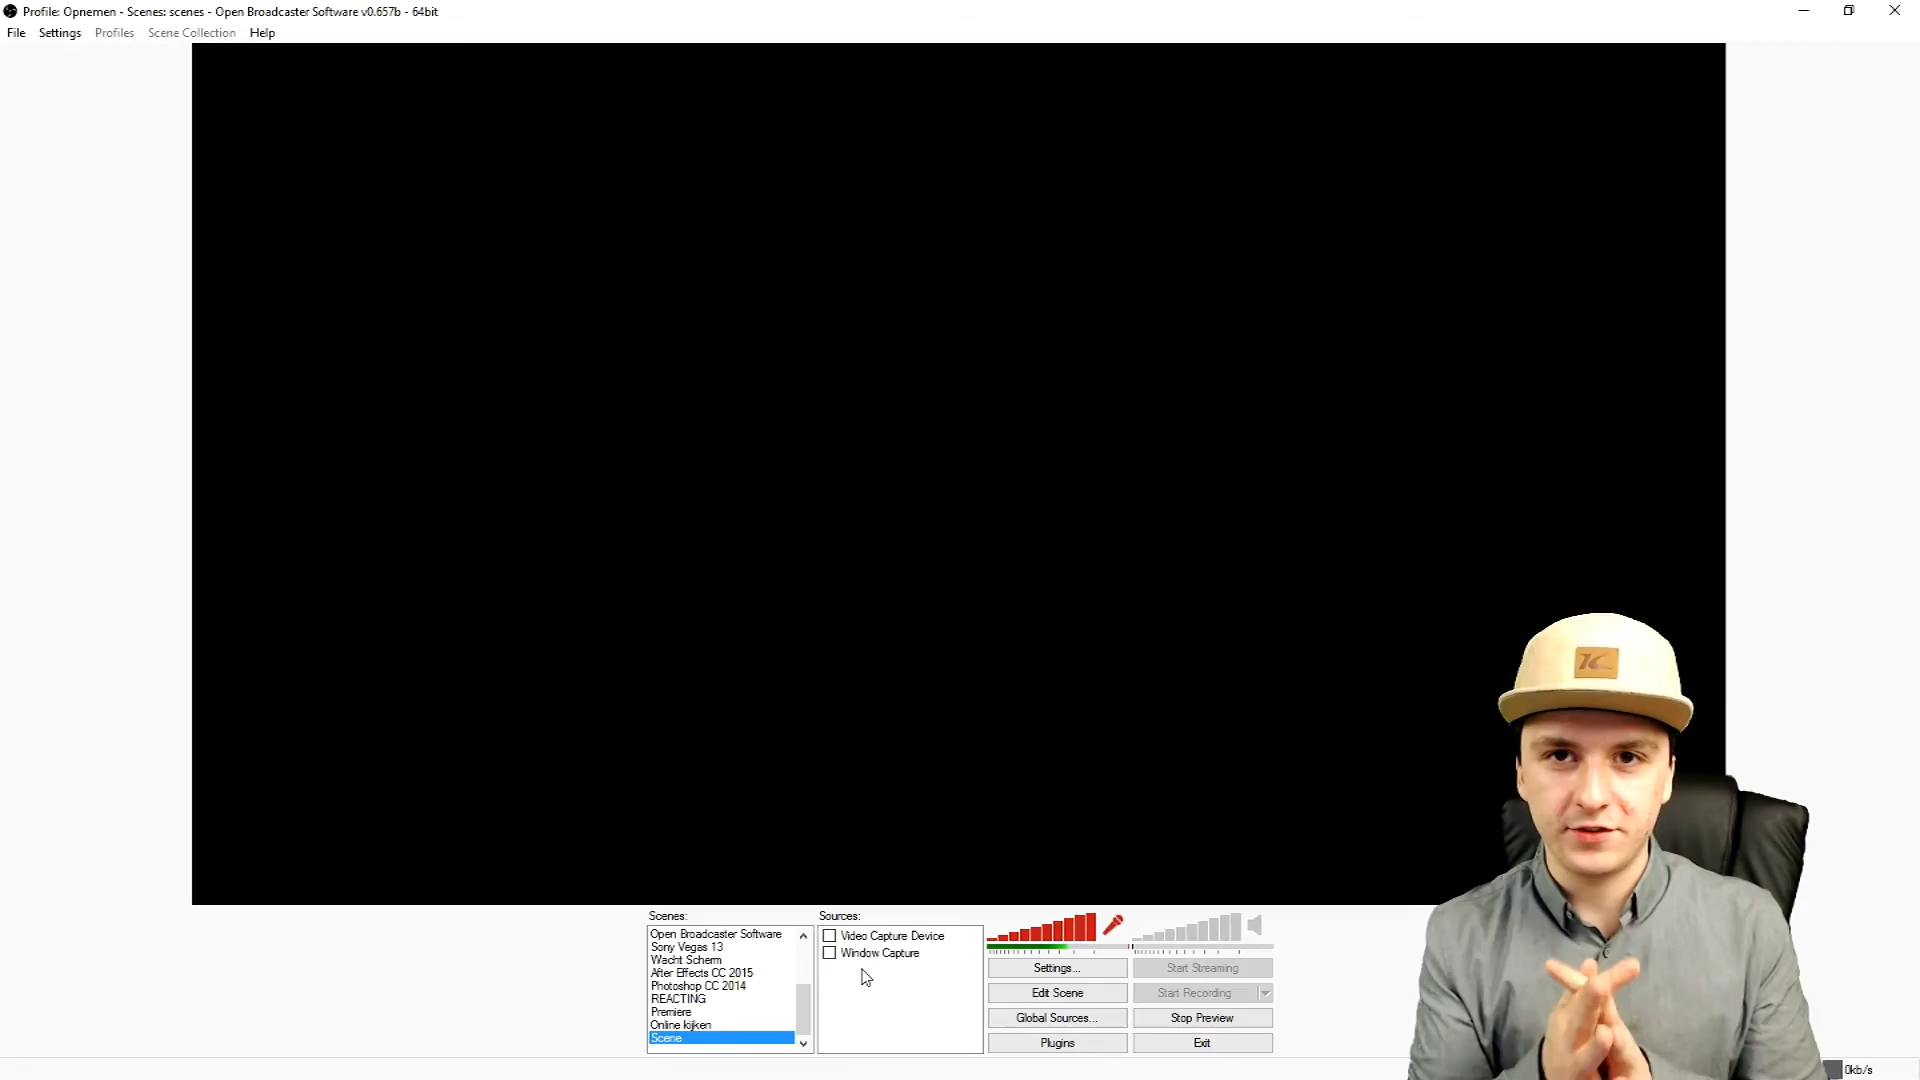 Profile: Opnemen - Scenes: scenes - Open Broadcaster Software v0.657b - 64bit
File Settings Profiles Scene Collection Help
Scenes:
Open Broadcaster Software
Sony Vegas 13
Wacht Scherm
After Effects CC 2015
Photoshop CC 2014
REACTING
Premiere
Online kijken
Scene
Sources:
Video Capture Device
Window Capture
Settings...
Start Streaming
Edit Scene
Start Recording
Global Sources...
Stop Preview
Plugins
Exit
0kb/s